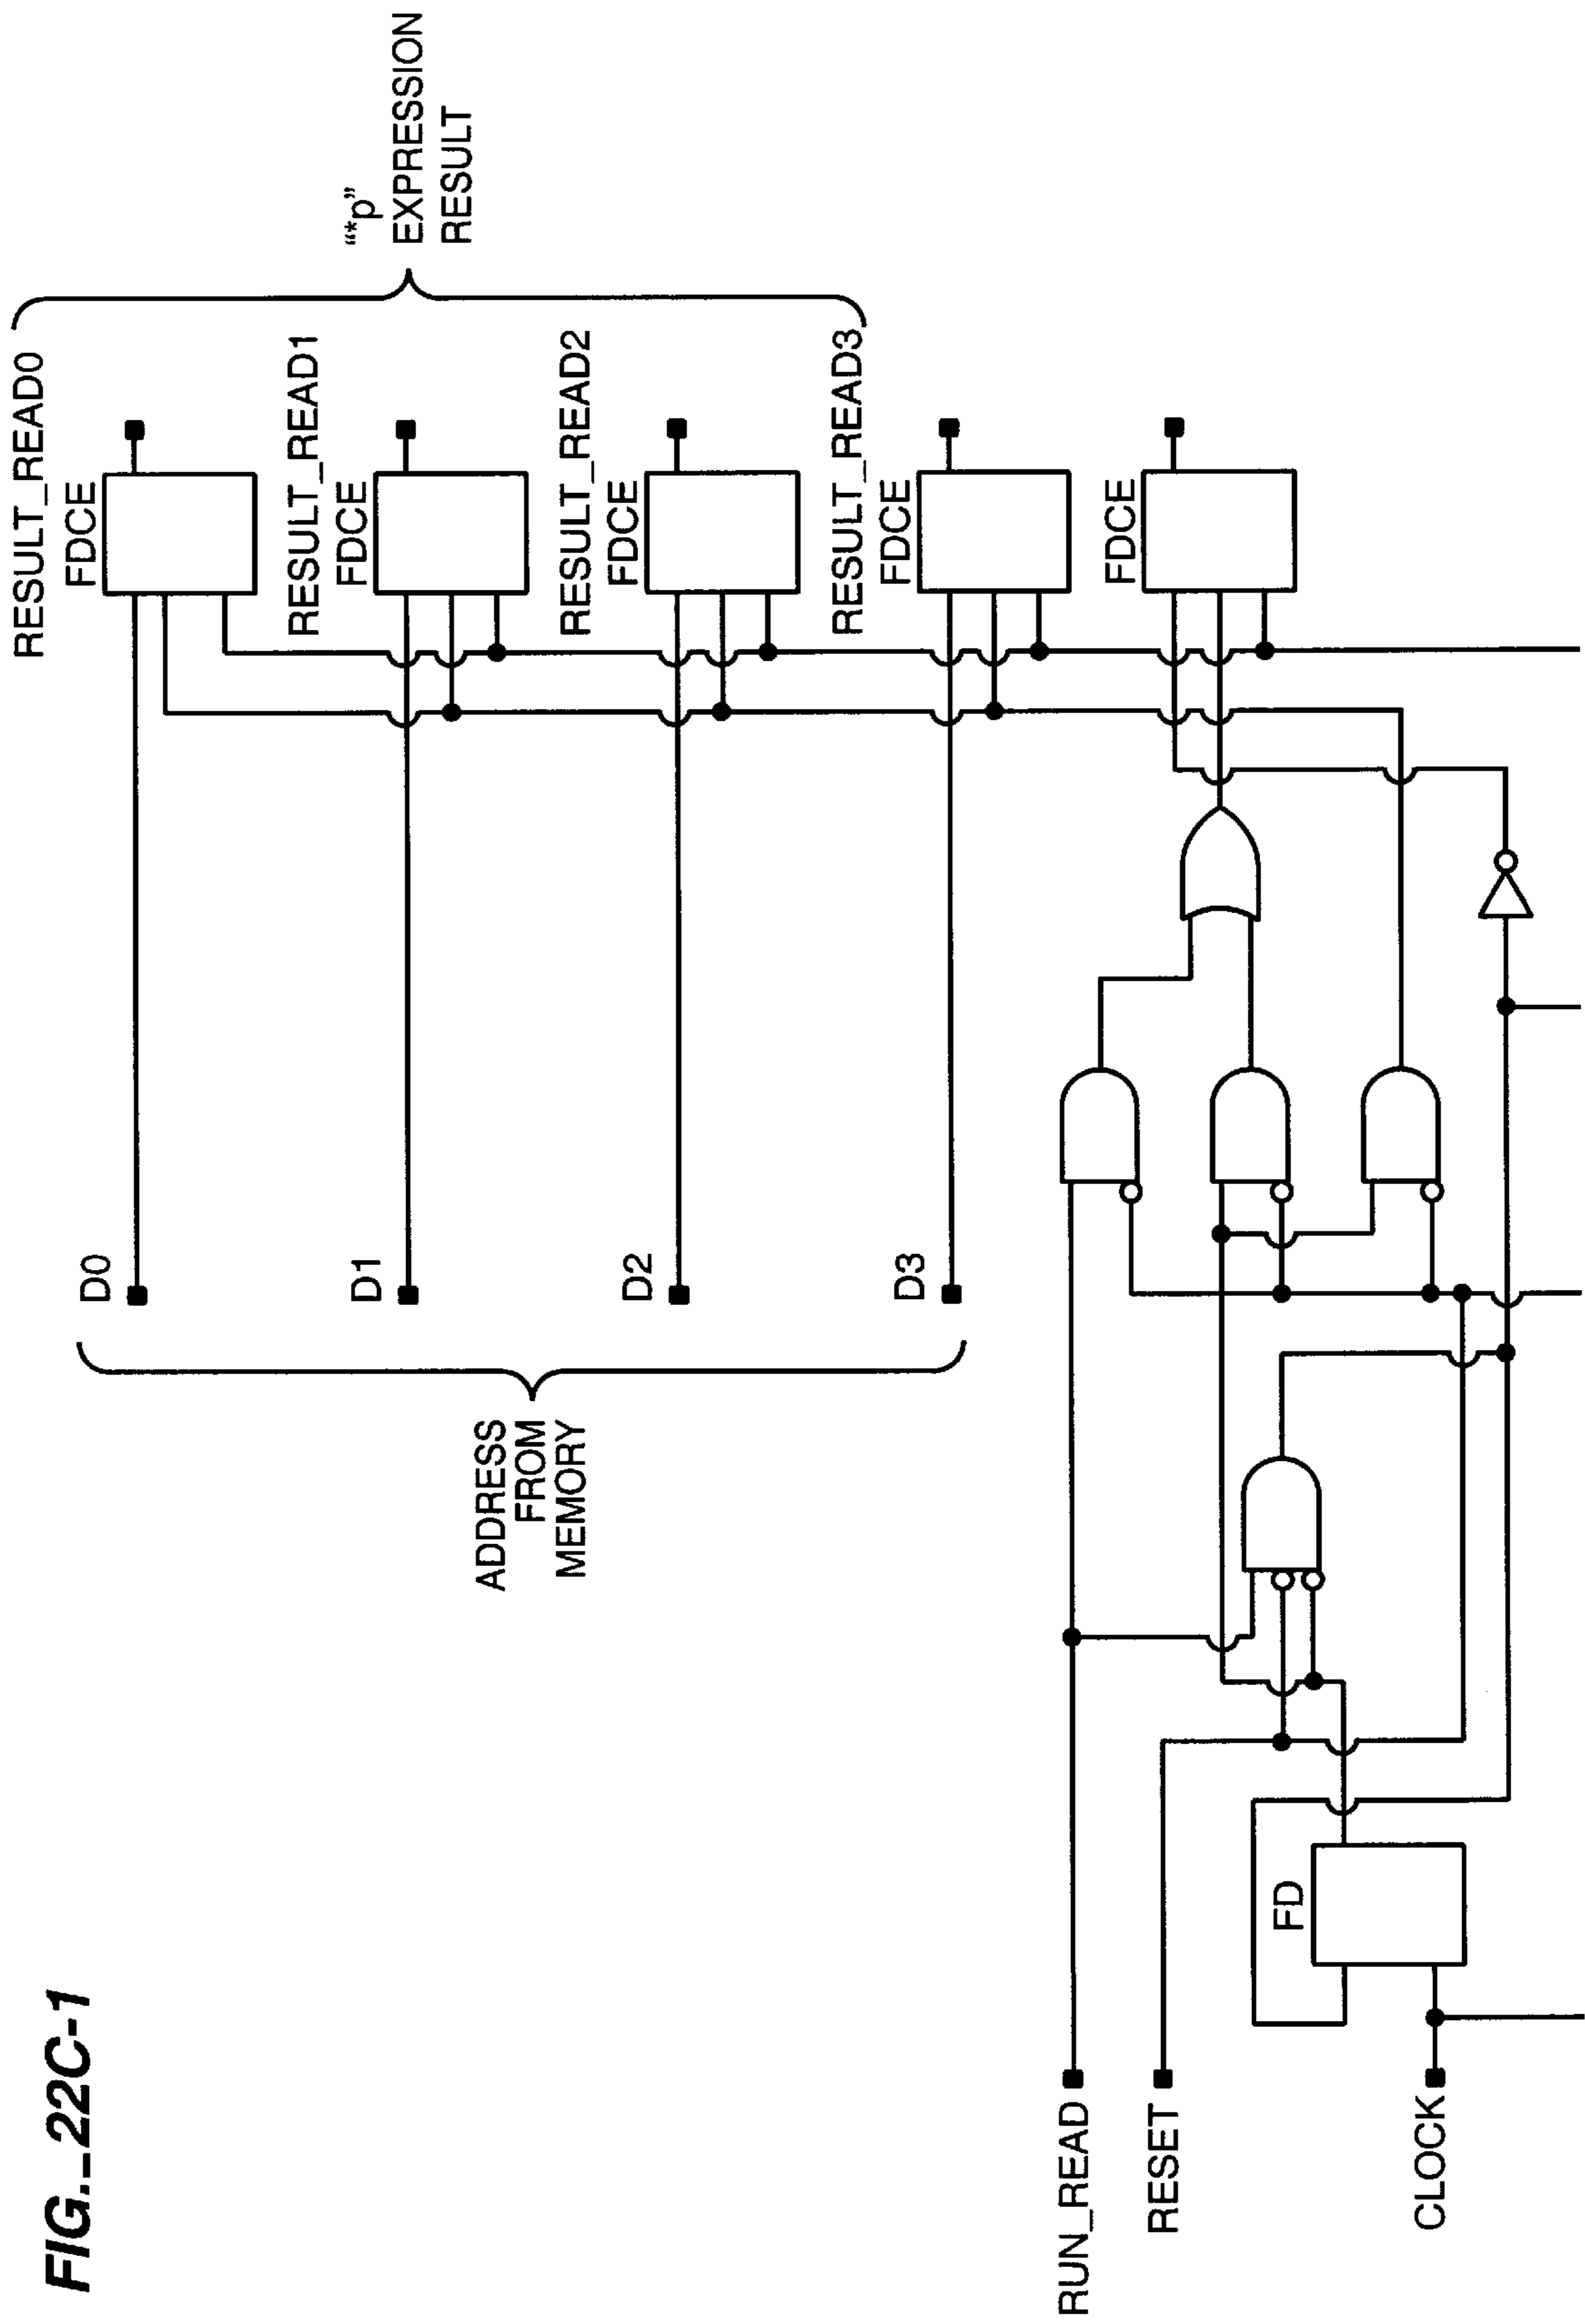 FIG._22C-1
RESULT_READ0
FDCE
D0
RESULT_READ1
FDCE
D1
“*p”
EXPRESSION
RESULT
RESULT_READ2
FDCE
D2
ADDRESS
FROM
MEMORY
RESULT_READ3
FDCE
D3
FDCE
RUN_READ
RESET
FD
CLOCK